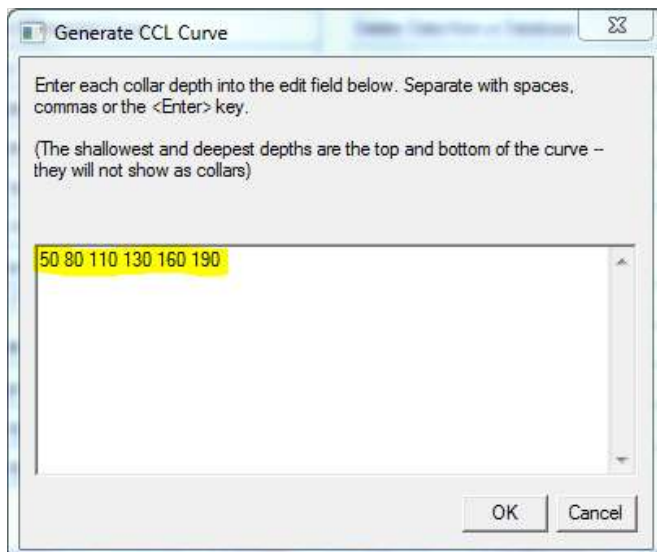 Generate CCL Curve
Enter each collar depth into the edit field below. Separate with spaces,
commas or the <Enter> key.
(The shallowest and deepest depths are the top and bottom of the curve --
they will not show as collars)
50 80 110 130 160 190
OK Cancel